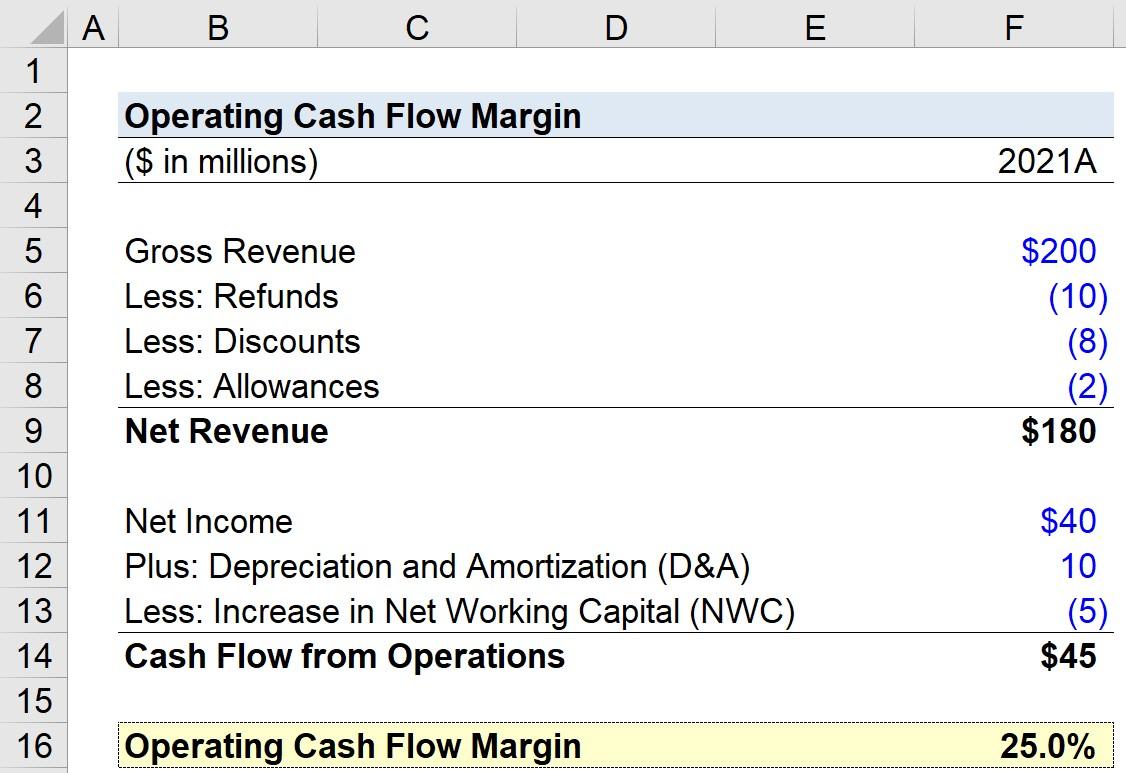 A B C D E F
1
2 Operating Cash Flow Margin
3 ($ in millions) 2021A
4
5 Gross Revenue $200
6 Less: Refunds (10)
7 Less: Discounts (8)
8 Less: Allowances (2)
9 Net Revenue $180
10
11 Net Income $40
12 Plus: Depreciation and Amortization (D&A) 10
13 Less: Increase in Net Working Capital (NWC) (5)
14 Cash Flow from Operations $45
15
16 Operating Cash Flow Margin 25.0%